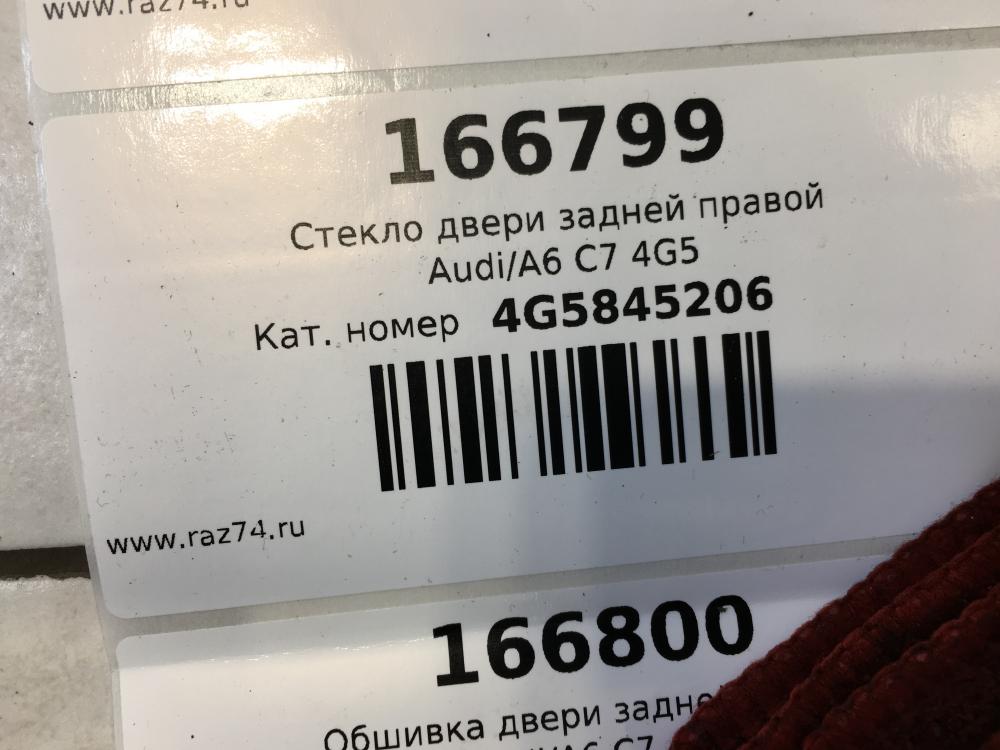 www.raz74.ru
166799
Стекло двери задней правой
Audi/A6 C7 4G5
Кат. номер 4G5845206
www.raz74.ru
166800
Обшивка двери
C7